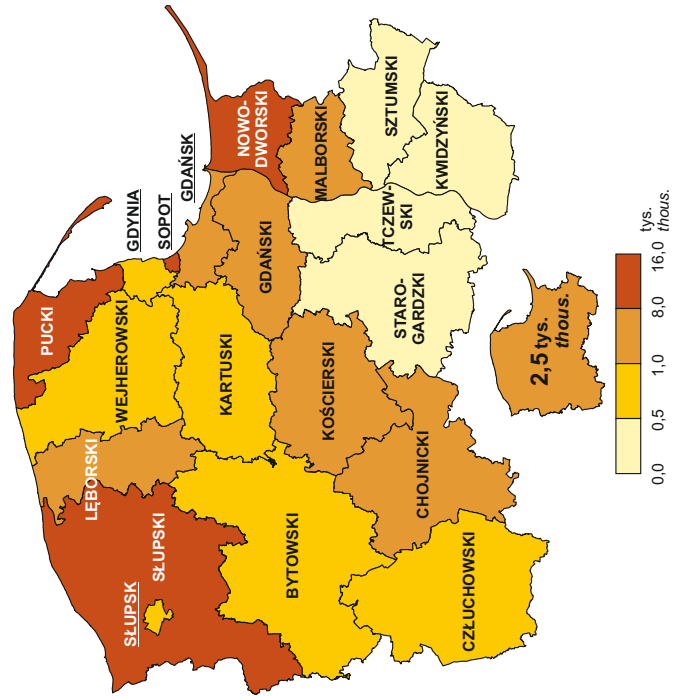 SŁUPSK
SŁUPSKI
LĘBORSKI
WEJHEROWSKI
PUCKI
GDYNIA
SOPOT
GDAŃSK
NOWO-
DWORSKI
MALBORSKI
SZTUMSKI
KWIDZYŃSKI
TCZEW-
SKI
GDAŃSKI
STARO-
GARDZKI
KARTUSKI
KOŚCIERSKI
CHOJNICKI
BYTOWSKI
CZŁUCHOWSKI
2,5 tys.
thous.
0,0 0,5 1,0 8,0 16,0 tys.
thous.